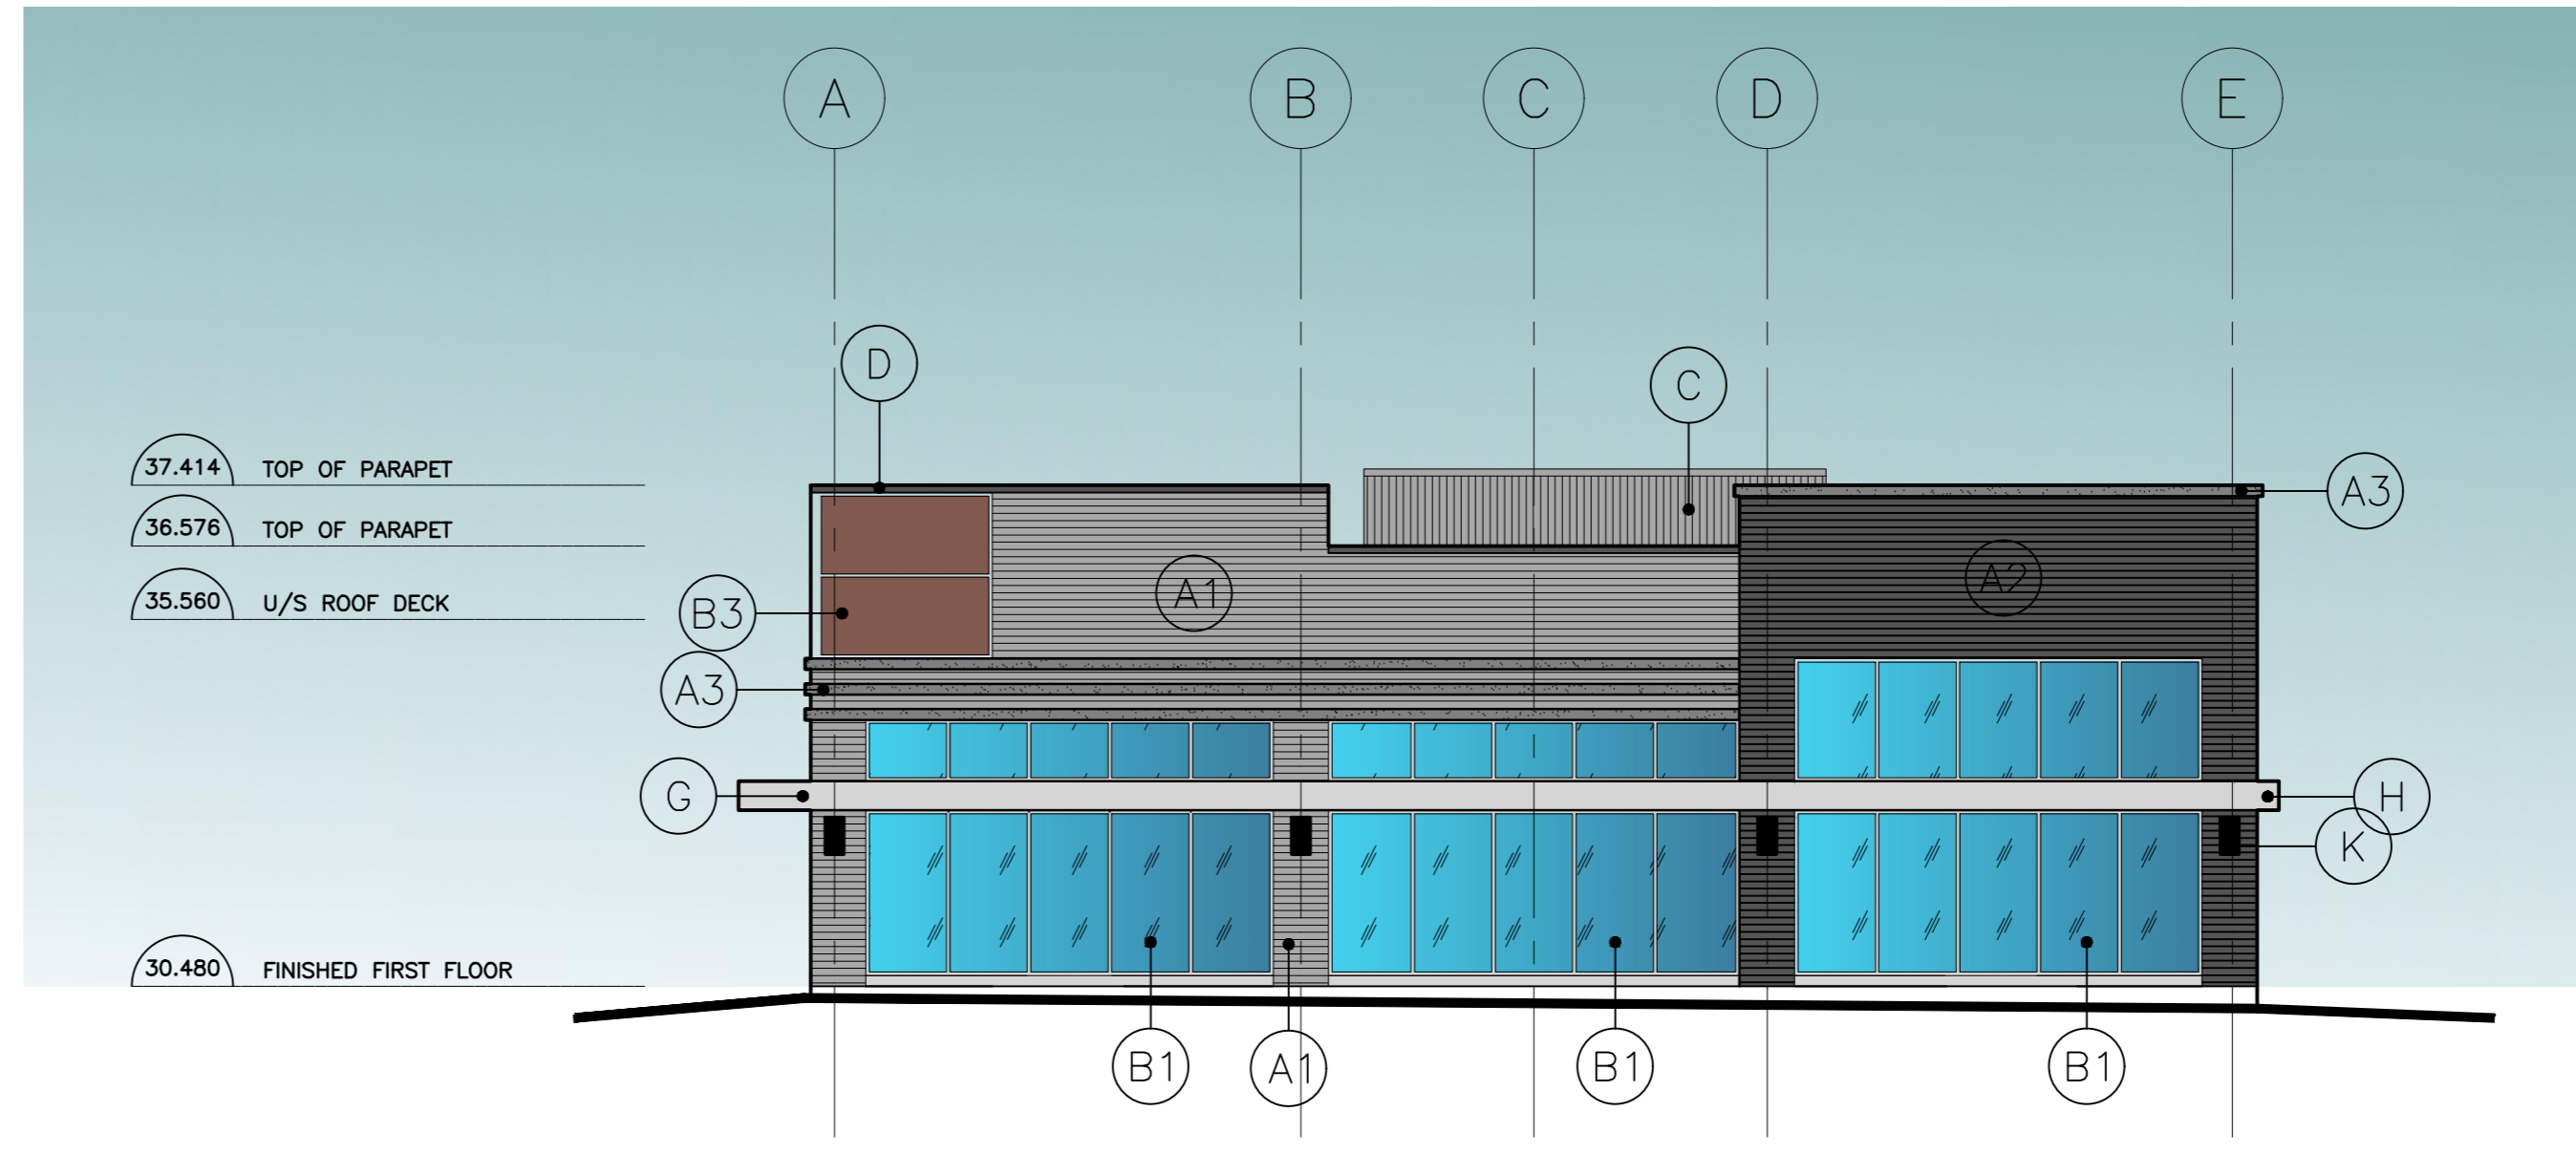 A B C D E
D
C
37.414 TOP OF PARAPET
A3
36.576 TOP OF PARAPET
A2
A1
35.560 U/S ROOF DECK
B3
A3
G
H
K
30.480 FINISHED FIRST FLOOR
B1 A1 B1 B1